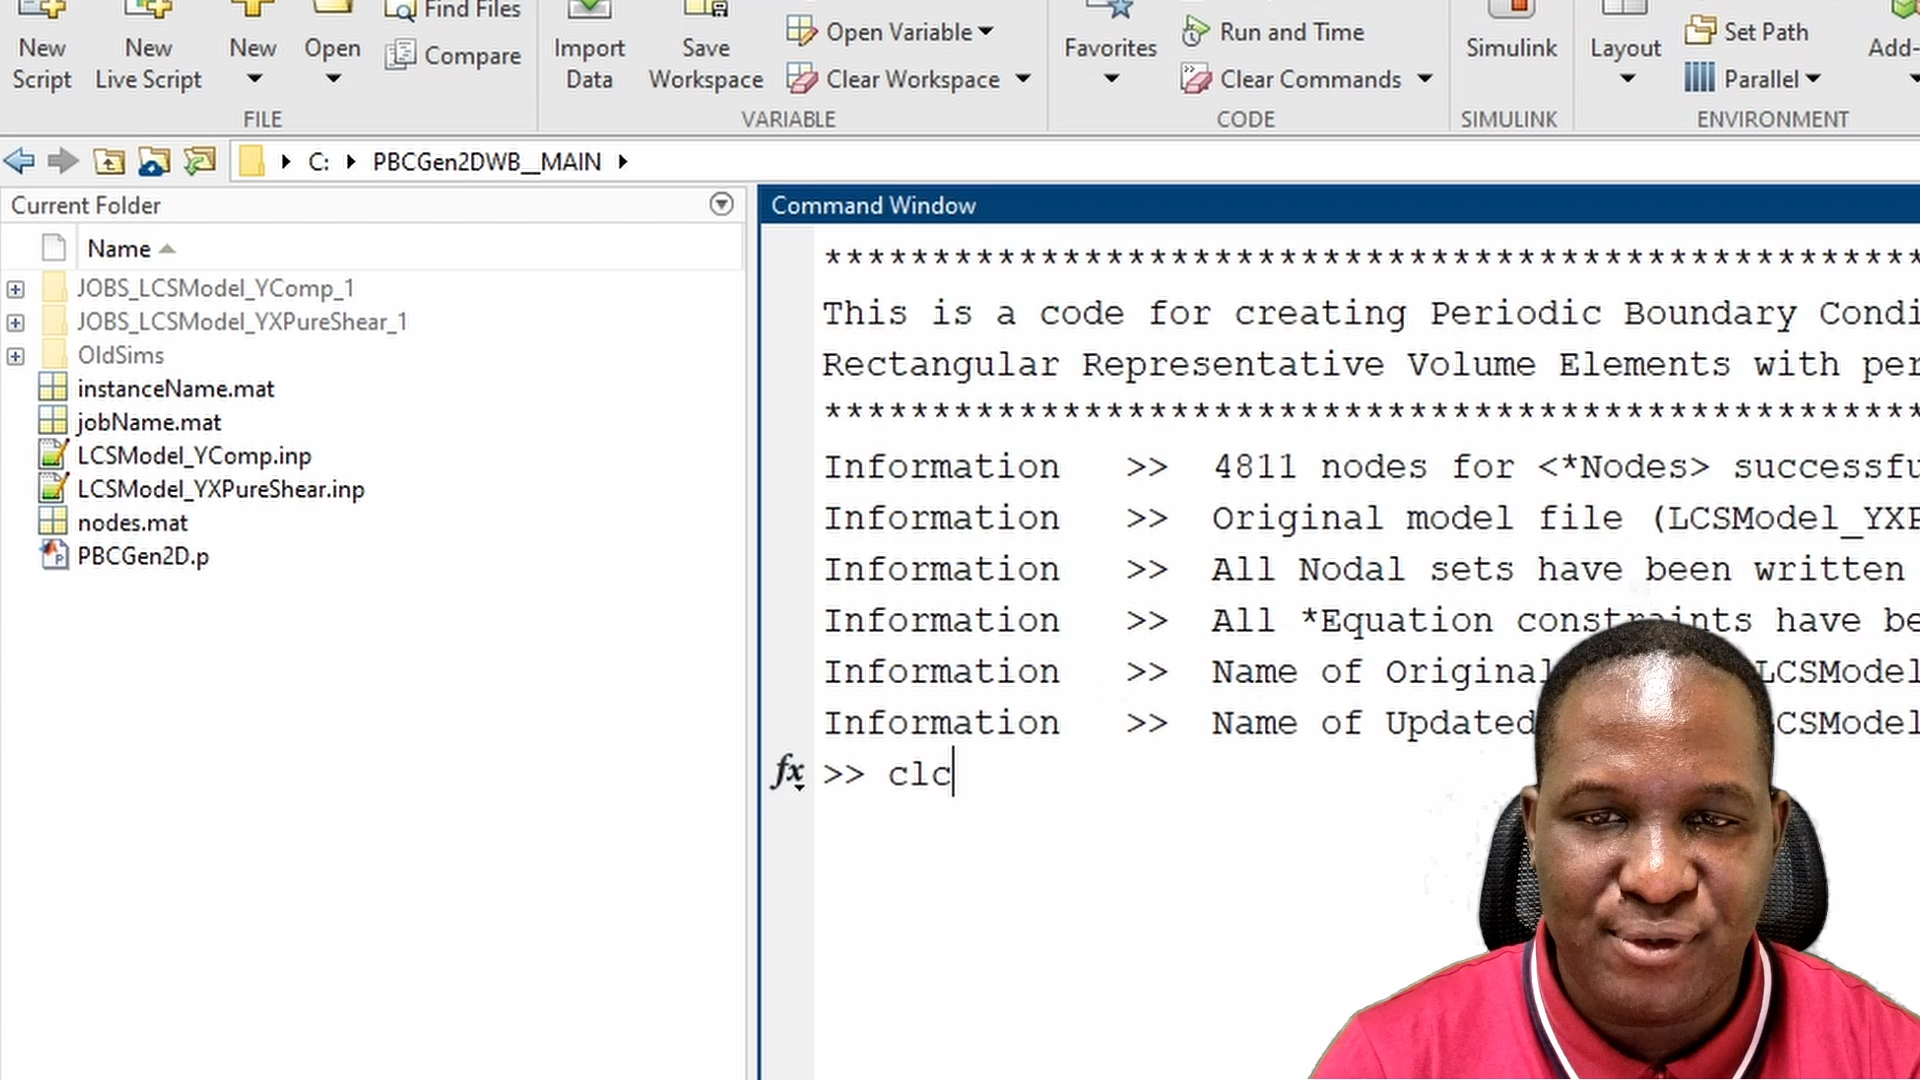 Find Files
New
Script
New
Live Script
New
Open
Compare
Import
Data
Save
Workspace
Open Variable
Clear Workspace
Favorites
Run and Time
Clear Commands
Simulink
Layout
Set Path
Parallel
Add-
FILE
VARIABLE
CODE
SIMULINK
ENVIRONMENT
C:
PBCGen2DWB__MAIN
Current Folder
Name
JOBS_LCSModel_YComp_1
JOBS_LCSModel_YXPureShear_1
OldSims
instanceName.mat
jobName.mat
LCSModel_YComp.inp
LCSModel_YXPureShear.inp
nodes.mat
PBCGen2D.p
Command Window
***************************************************
This is a code for creating Periodic Boundary Condi
Rectangular Representative Volume Elements with per
***************************************************
Information >> 4811 nodes for <*Nodes> successfu
Information >> Original model file (LCSModel_YXP
Information >> All Nodal sets have been written
Information >> All *Equation constraints have be
Information >> Name of Original LCSModel
Information >> Name of Updated LCSModel
fx >> clc